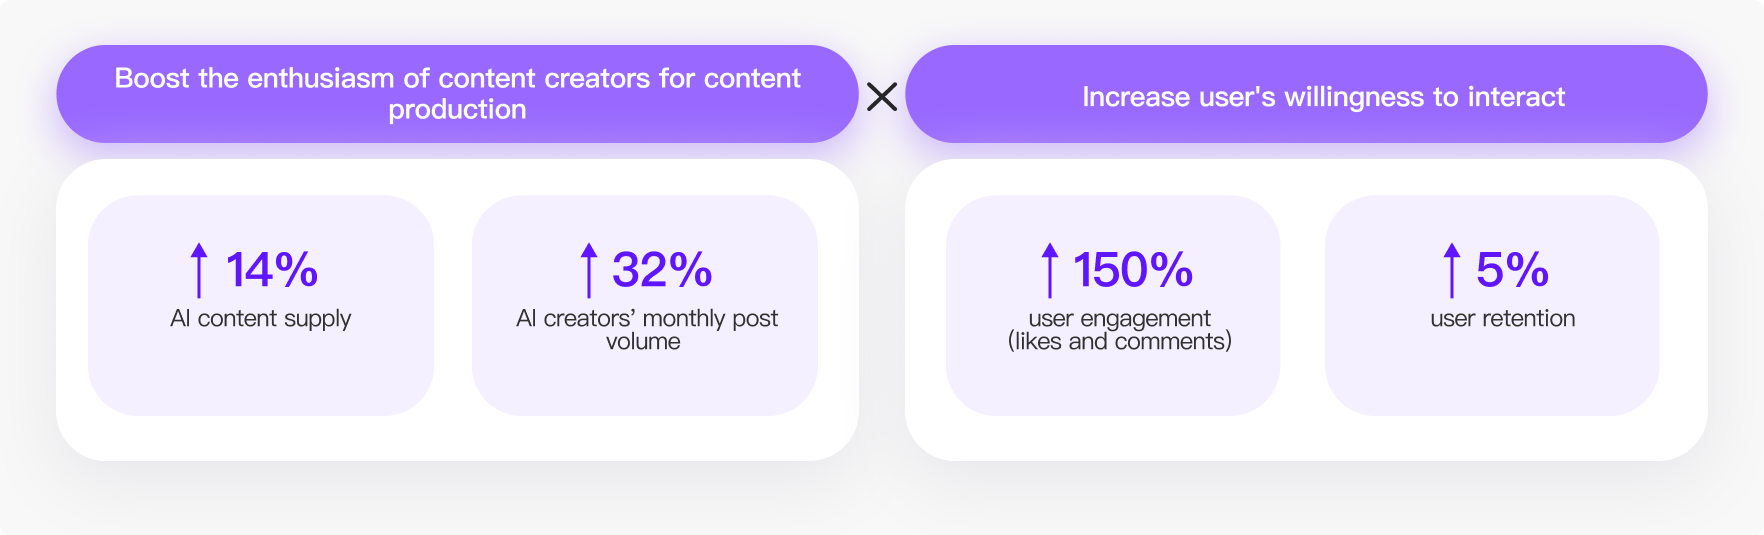 Boost the enthusiasm of content creators for content
production
Increase user's willingness to interact
14%
AI content supply
32%
AI creators’ monthly post
volume
150%
user engagement
(likes and comments)
5%
user retention